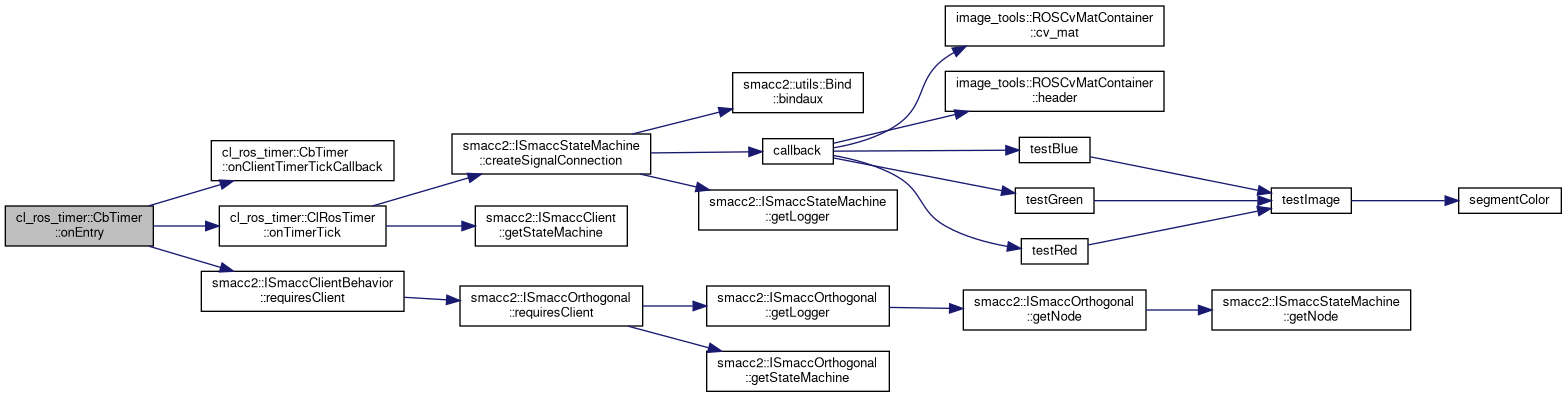 cl_ros_timer::CbTimer
::onEntry
cl_ros_timer::CbTimer
::onClientTimerTickCallback
cl_ros_timer::ClRosTimer
::onTimerTick
smacc2::ISmaccClientBehavior
::requiresClient
smacc2::ISmaccStateMachine
::createSignalConnection
smacc2::ISmaccClient
::getStateMachine
smacc2::ISmaccOrthogonal
::requiresClient
smacc2::utils::Bind
::bindaux
callback
smacc2::ISmaccStateMachine
::getLogger
smacc2::ISmaccOrthogonal
::getLogger
smacc2::ISmaccOrthogonal
::getStateMachine
image_tools::ROSCvMatContainer
::cv_mat
image_tools::ROSCvMatContainer
::header
testBlue
testGreen
testRed
smacc2::ISmaccOrthogonal
::getNode
testImage
smacc2::ISmaccStateMachine
::getNode
segmentColor